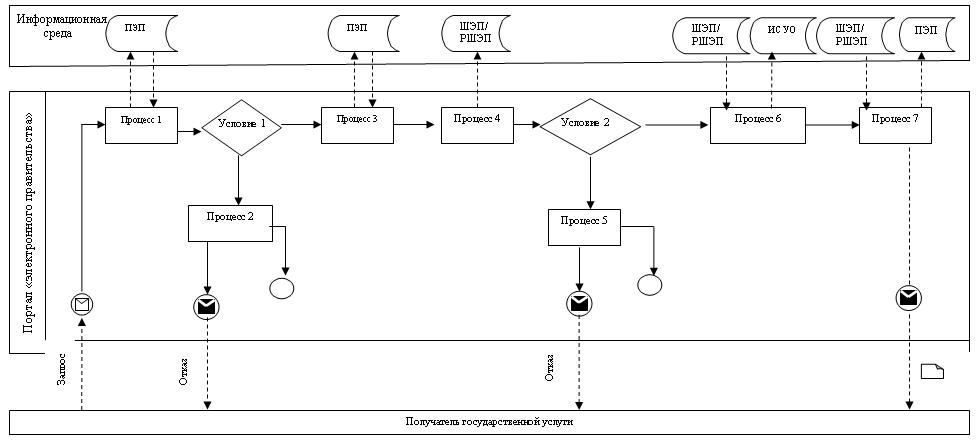 Информационная
среда
ПЭП
ПЭП
ШЭП/
РШЭП
ШЭП/
РШЭП
ИС УО
ШЭП/
РШЭП
ПЭП
Портал «электронного правительства»
Процесс 1
Условие 1
Процесс 3
Процесс 4
Условие 2
Процесс 6
Процесс 7
Процесс 2
Процесс 5
Запрос
Отказ
Отказ
Получатель государственной услуги